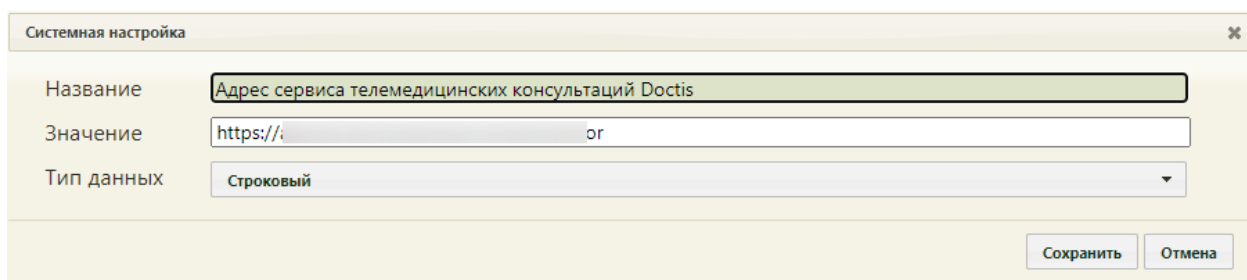 Системная настройка
Название Адрес сервиса телемедицинских консультаций Doctis
Значение https:// or
Тип данных Строковый
Сохранить Отмена